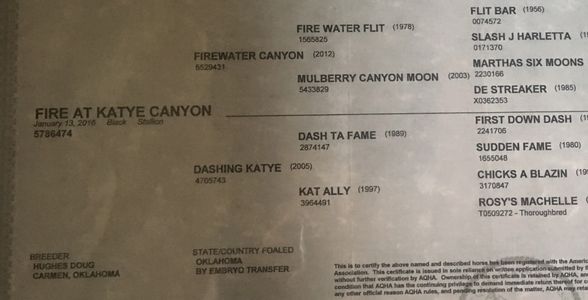 FLIT BAR (1956)
0074572
FIRE WATER FLIT (1978)
1565825
SLASH J HARLETTA
0171370
FIREWATER CANYON (2012)
5529431
MARTHAS SIX MOONS
2230166
MULBERRY CANYON MOON (2003)
5433829
DE STREAKER (1985)
X0362353
FIRE AT KATYE CANYON
January 13, 2016 Black Stallion
5786474
FIRST DOWN DASH
2241706
DASH TA FAME (1989)
2874147
SUDDEN FAME (1980)
1655048
DASHING KATYE (2005)
4765743
CHICKS A BLAZIN
3170847
KAT ALLY (1997)
3964491
ROSY'S MACHELLE
T0509272 - Thoroughbred
BREEDER
HUGHES DOUG
CARMEN, OKLAHOMA
STATE/COUNTRY FOALED
OKLAHOMA
BY EMBRYO TRANSFER
This is to certify the above named and described horse has been registered with the
Association. This certificate is issued in sole reliance on written application submitted by
without further verification by AQHA. Ownership of this certificate is retained by AQHA,
condition that AQHA has the continuing privilege to demand immediate return thereof for
any other official reason AQHA rules, and pending resolution of the matter, AQHA may